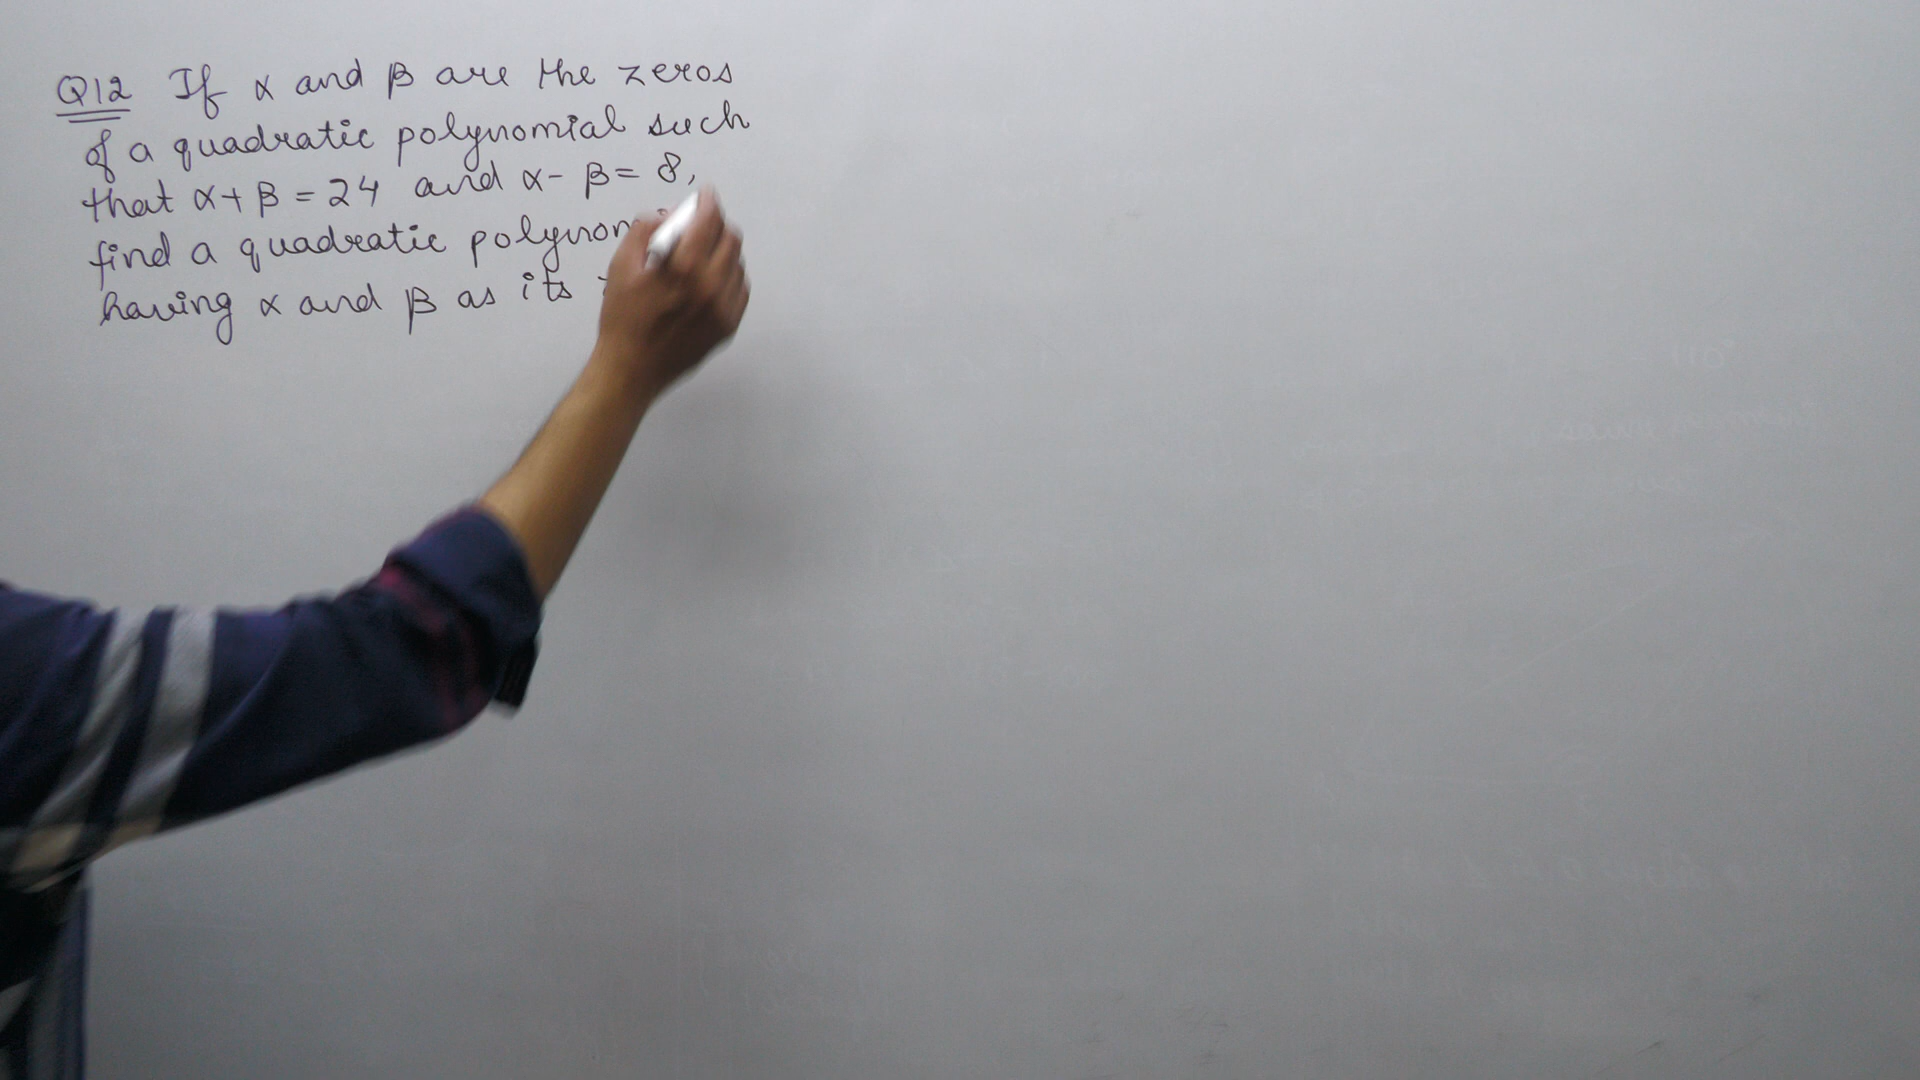 Q12 If α and β are the zeros
of a quadratic polynomial such
that α+β=24 and α-β=8,
find a quadratic
having α and β as its